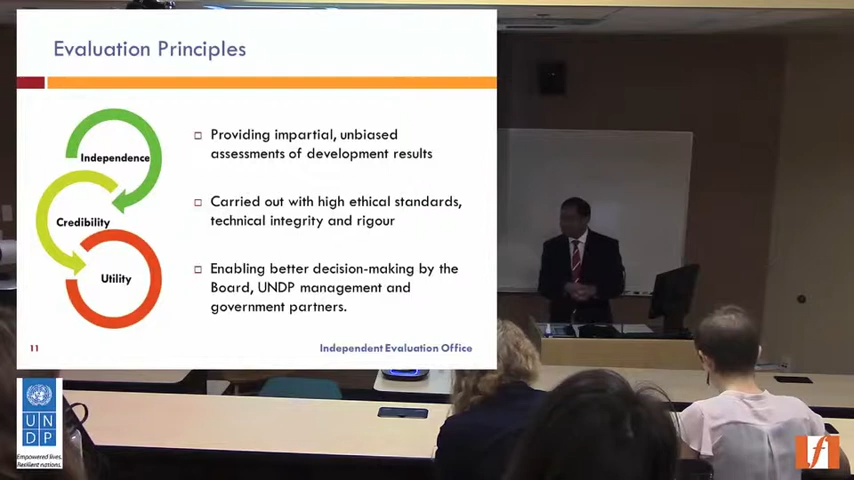 Evaluation Principles
Independence
Credibility
Utility
Providing impartial, unbiased
assessments of development results
Carried out with high ethical standards,
technical integrity and rigour
Enabling better decision-making by the
Board, UNDP management and
government partners.
11
Independent Evaluation Office
U N
D P
Empowered lives.
Resilient nations.
f